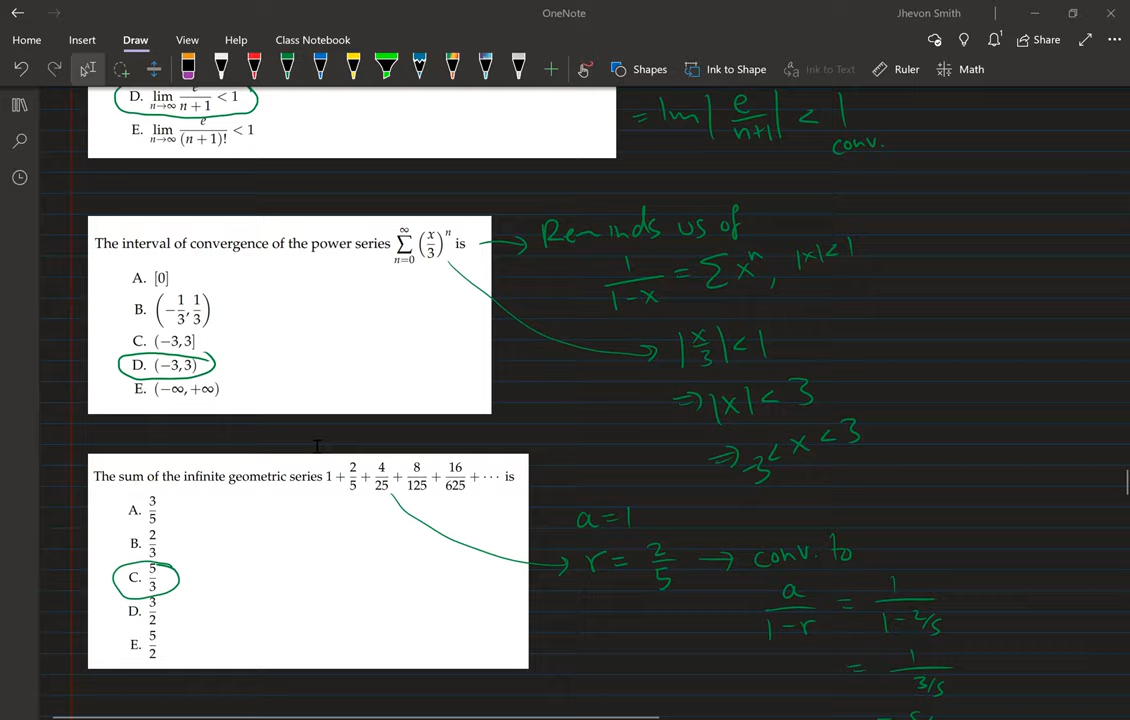 OneNote
Jhevon Smith
Home Insert Draw View Help Class Notebook
Share
Shapes Ink to Shape Ink to Text Ruler Math
D. lim n→∞ e/(n + 1) < 1
E. lim n→∞ e/(n + 1)! < 1
= lim | e/(n+1) | < 1
conv.
The interval of convergence of the power series ∞∑n=0 (x/3)^n is
A. [0]
B. (−1/3, 1/3)
C. (−3, 3]
D. (−3, 3)
E. (−∞, +∞)
Reminds us of
1/(1-x) = ∑ x^n, |x| < 1
|x/3| < 1
⇒ |x| < 3
⇒ -3 < x < 3
The sum of the infinite geometric series 1 + 2/5 + 4/25 + 8/125 + 16/625 + ··· is
A. 3/5
B. 2/3
C. 5/3
D. 3/2
E. 5/2
a = 1
r = 2/5 → conv. to
a/(1-r) = 1/(1-2/5)
= 1/(3/5)